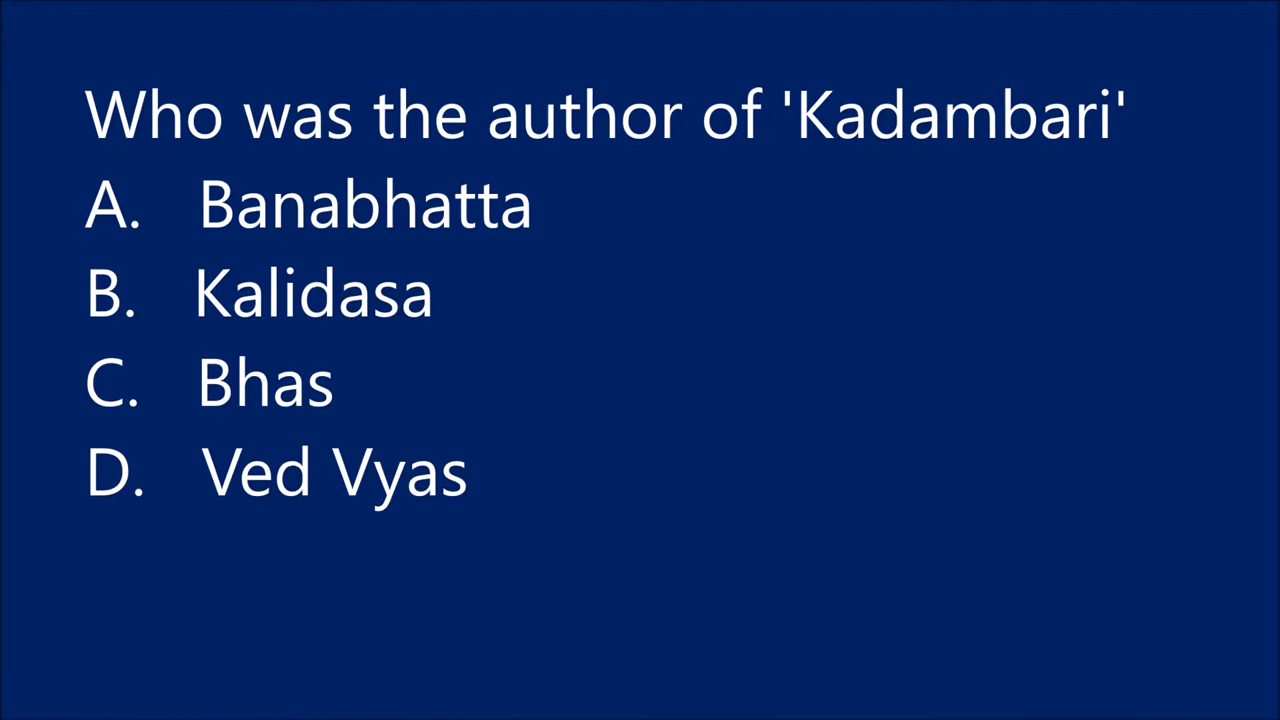 Who was the author of 'Kadambari'
A. Banabhatta
B. Kalidasa
C. Bhas
D. Ved Vyas